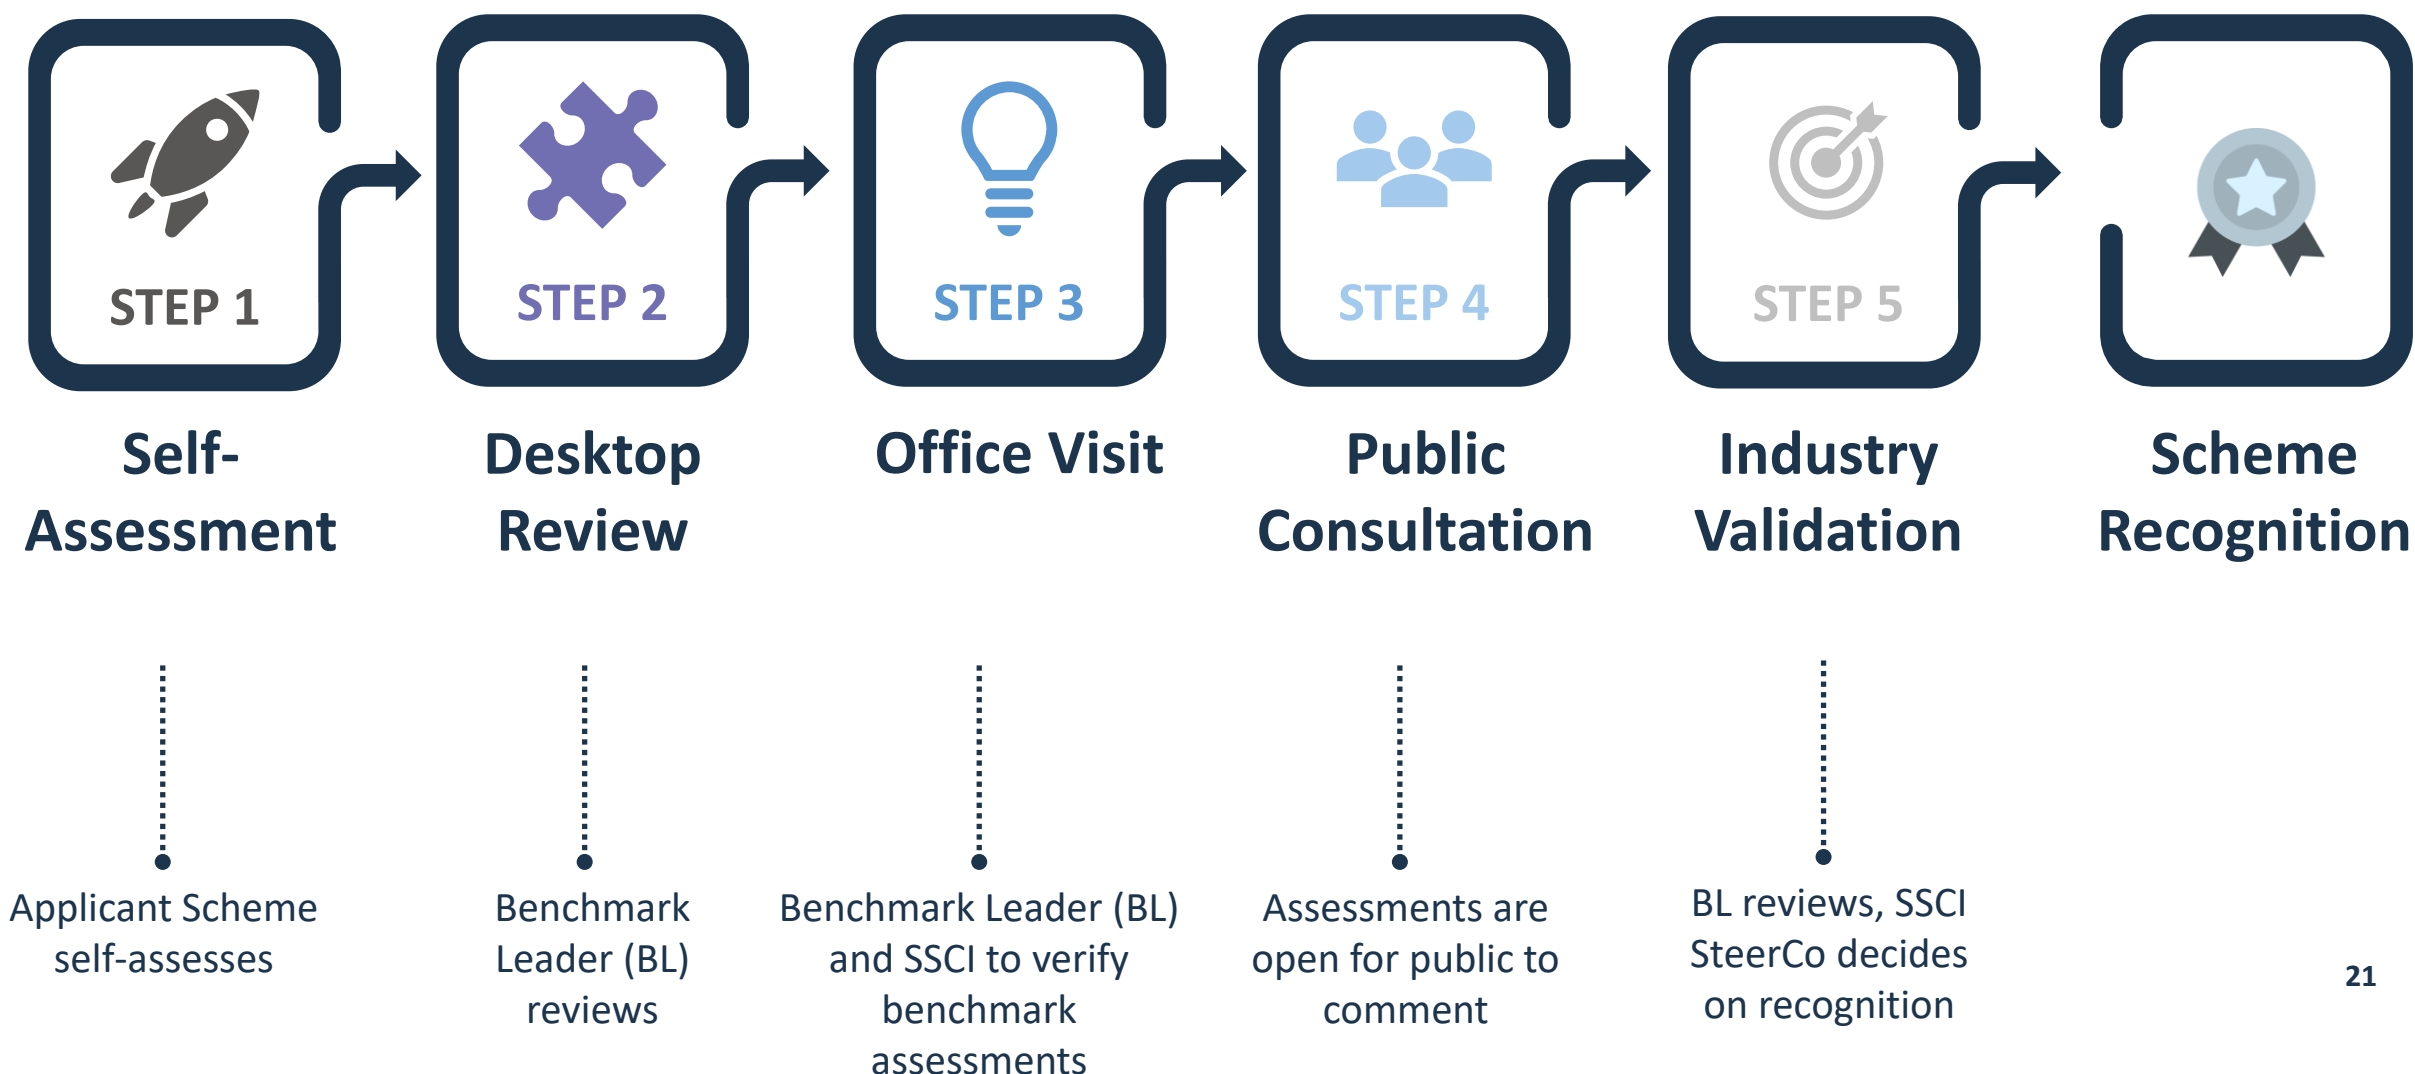 STEP 1
STEP 2
STEP 3
STEP 4
STEP 5
Self-
Assessment
Desktop
Review
Office Visit
Public
Consultation
Industry
Validation
Scheme
Recognition
Applicant Scheme
self-assesses
Benchmark
Leader (BL)
reviews
Benchmark Leader (BL)
and SSCI to verify
benchmark
assessments
Assessments are
open for public to
comment
BL reviews, SSCI
SteerCo decides
on recognition
21